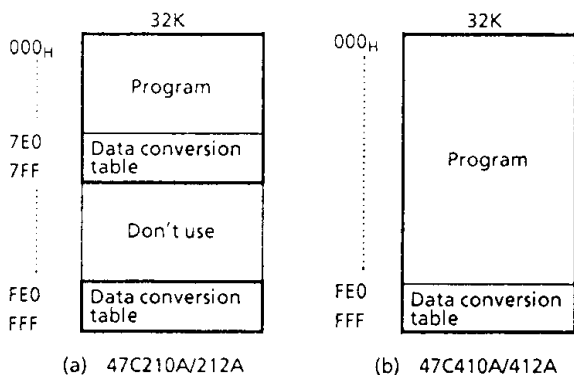 32K
000H
Program
7E0
7FF
Data conversion
table
Don't use
FE0
FFF
Data conversion
table
(a) 47C210A/212A
32K
000H
Program
FE0
FFF
Data conversion
table
(b) 47C410A/412A